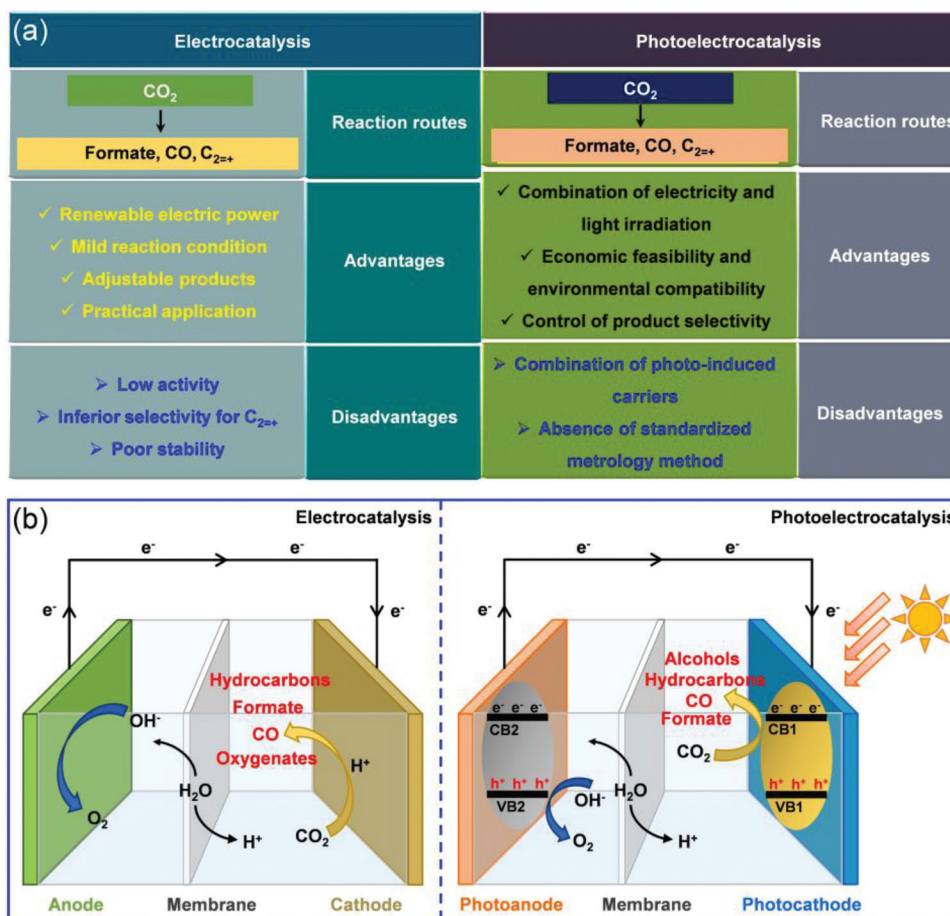 (a)
Electrocatalysis
Photoelectrocatalysis
CO₂
Formate, CO, C₂₌₊
Reaction routes
CO₂
Formate, CO, C₂₌₊
Reaction routes
✓ Renewable electric power
✓ Mild reaction condition
✓ Adjustable products
✓ Practical application
Advantages
✓ Combination of electricity and
light irradiation
✓ Economic feasibility and
environmental compatibility
✓ Control of product selectivity
Advantages
➢ Low activity
➢ Inferior selectivity for C₂₌₊
➢ Poor stability
Disadvantages
➢ Combination of photo-induced
carriers
➢ Absence of standardized
metrology method
Disadvantages
(b)
Electrocatalysis
e⁻
e⁻
e⁻
e⁻
Hydrocarbons
Formate
CO
Oxygenates
OH⁻
O₂
H₂O
H⁺
H⁺
CO₂
Anode
Membrane
Cathode
Photoelectrocatalysis
e⁻
e⁻
e⁻
e⁻
Alcohols
Hydrocarbons
CO
Formate
CO₂
e⁻ e⁻ e⁻
CB2
h⁺ h⁺ h⁺
VB2
OH⁻
O₂
H₂O
H⁺
e⁻ e⁻ e⁻
CB1
h⁺ h⁺ h⁺
VB1
Photoanode
Membrane
Photocathode